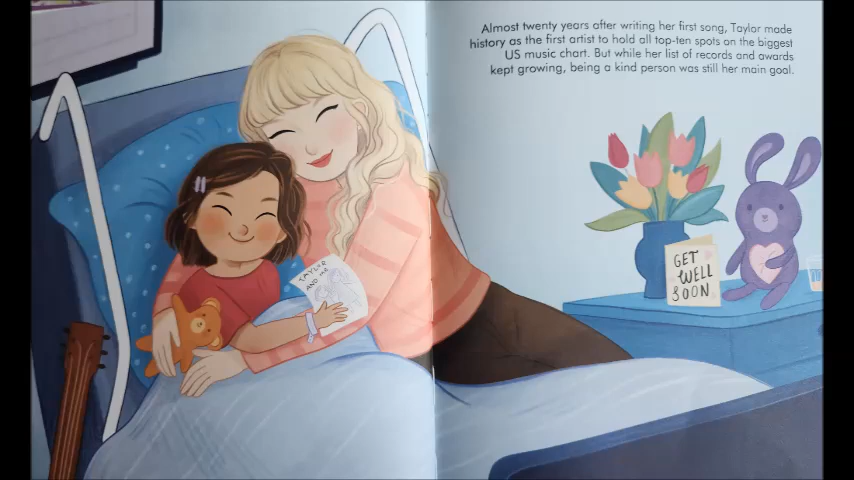 Almost twenty years after writing her first song, Taylor made
history as the first artist to hold all top-ten spots on the biggest
US music chart. But while her list of records and awards
kept growing, being a kind person was still her main goal.
TAYLOR
AND ME
GET
WELL
SOON